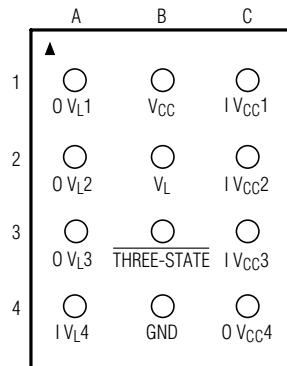 A B C
1
O VL1 VCC I VCC1
2
O VL2 VL I VCC2
3
O VL3 THREE-STATE I VCC3
4
I VL4 GND O VCC4